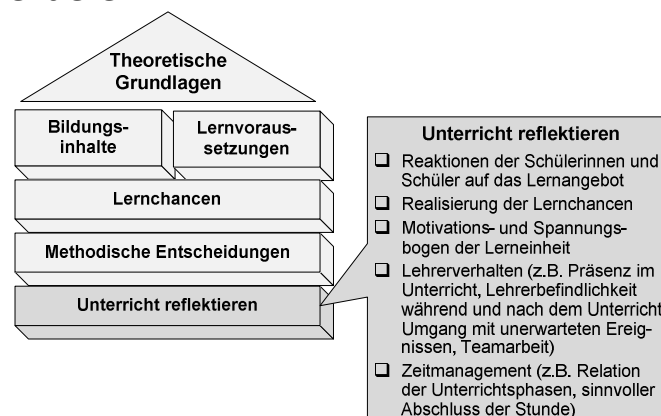 Theoretische
Grundlagen
Bildungs-
inhalte
Lernvoraus-
setzungen
Lernchancen
Methodische Entscheidungen
Unterricht reflektieren
Unterricht reflektieren
❑ Reaktionen der Schülerinnen und
Schüler auf das Lernangebot
❑ Realisierung der Lernchancen
❑ Motivations- und Spannungs-
bogen der Lerneinheit
❑ Lehrerverhalten (z.B. Präsenz im
Unterricht, Lehrerbefindlichkeit
während und nach dem Unterricht
Umgang mit unerwarteten Ereig-
nissen, Teamarbeit)
❑ Zeitmanagement (z.B. Relation
der Unterrichtsphasen, sinnvoller
Abschluss der Stunde)